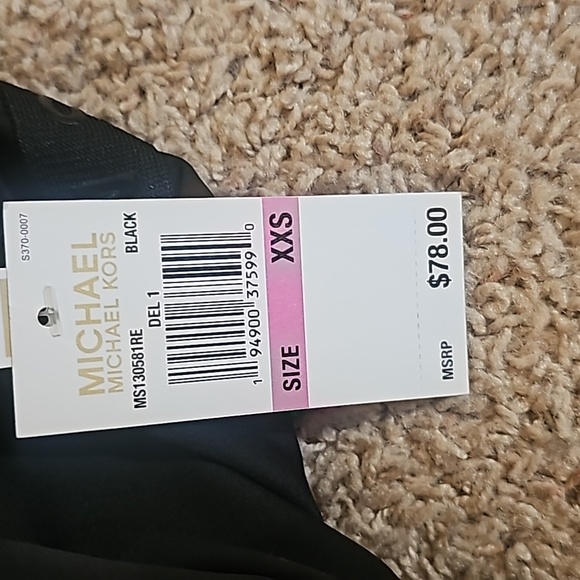 S370-0007
MICHAEL
MICHAEL KORS
MS130581RE BLACK
DEL 1
1 94900 37599 0
SIZE XXS
MSRP $78.00